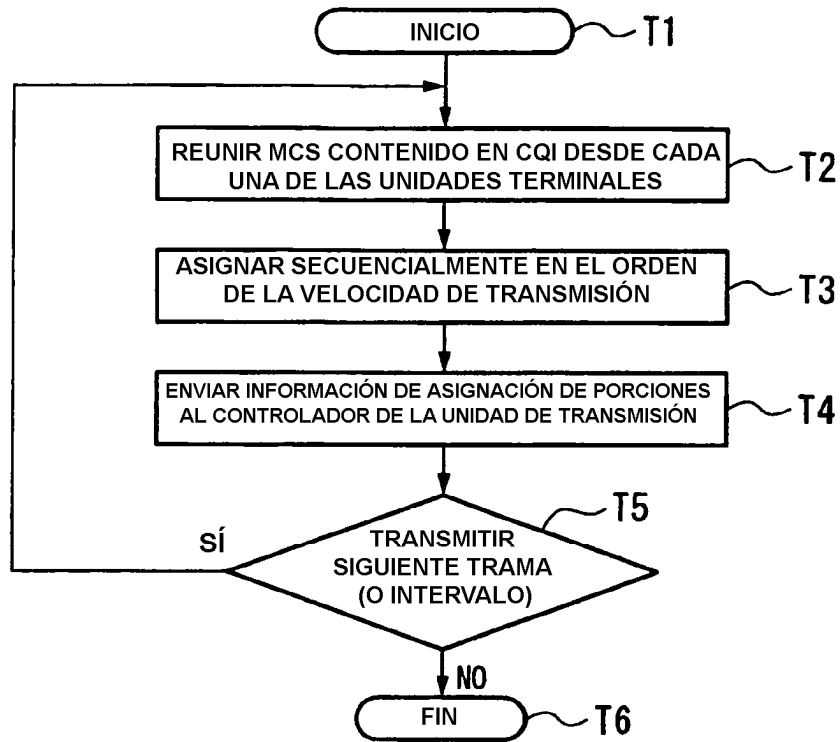 INICIO
T1
REUNIR MCS CONTENIDO EN CQI DESDE CADA
UNA DE LAS UNIDADES TERMINALES
T2
ASIGNAR SECUENCIALMENTE EN EL ORDEN
DE LA VELOCIDAD DE TRANSMISIÓN
T3
ENVIAR INFORMACIÓN DE ASIGNACIÓN DE PORCIONES
AL CONTROLADOR DE LA UNIDAD DE TRANSMISIÓN
T4
T5
SÍ
TRANSMITIR
SIGUIENTE TRAMA
(O INTERVALO)
NO
FIN
T6